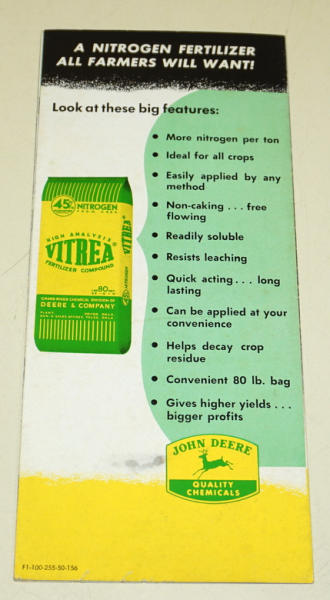 A NITROGEN FERTILIZER
ALL FARMERS WILL WANT!
Look at these big features:
• More nitrogen per ton
• Ideal for all crops
• Easily applied by any
method
• Non-caking . . . free
flowing
• Readily soluble
• Resists leaching
• Quick acting . . . long
lasting
• Can be applied at your
convenience
• Helps decay crop
residue
• Convenient 80 lb. bag
• Gives higher yields . . .
bigger profits
45%
NITROGEN
HIGH ANALYSIS
VITREA®
FERTILIZER COMPOUND
80
GRAND RIVER CHEMICAL DIVISION OF
DEERE & COMPANY
VITREA
JOHN DEERE
QUALITY
CHEMICALS
F1-100-255-50-156